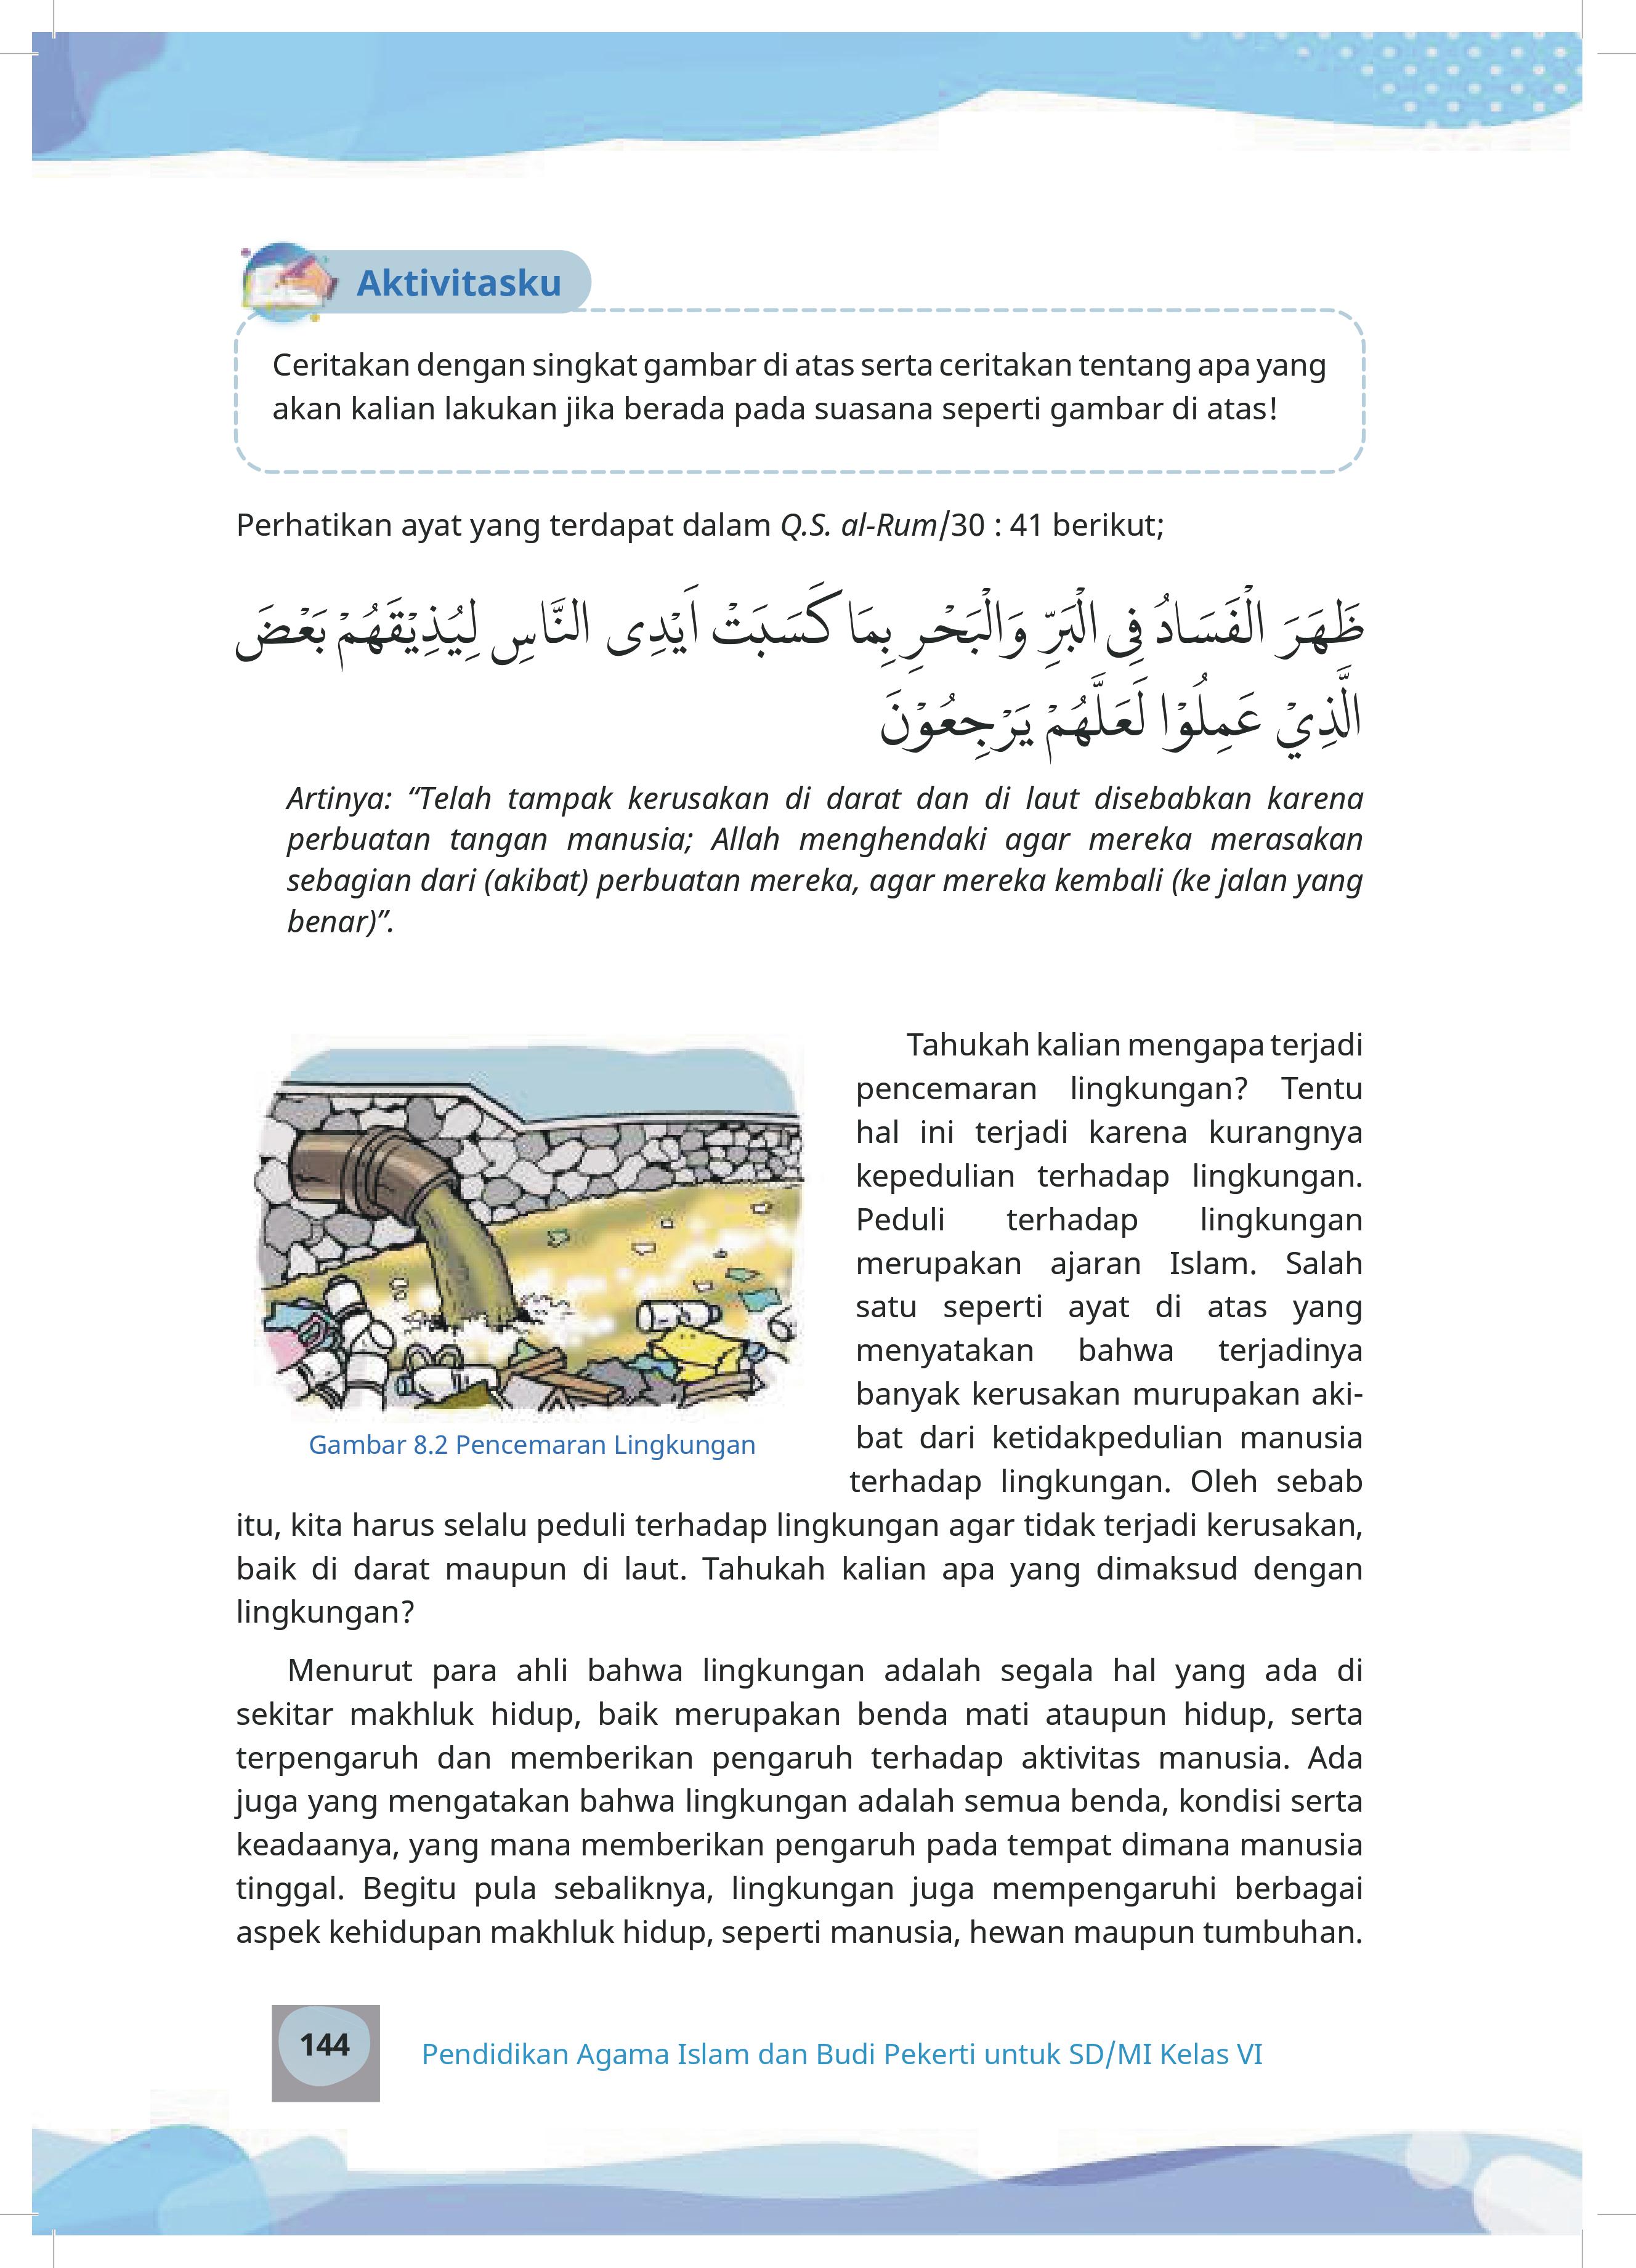 Aktivitasku
Ceritakan dengan singkat gambar di atas serta ceritakan tentang apa yang
akan kalian lakukan jika berada pada suasana seperti gambar di atas!
Perhatikan ayat yang terdapat dalam Q.S. al-Rum/30 : 41 berikut;
ظَهَرَ الْفَسَادُ فِى الْبَرِّ وَالْبَحْرِ بِمَا كَسَبَتْ اَيْدِى النَّاسِ لِيُذِيْقَهُمْ بَعْضَ
الَّذِيْ عَمِلُوْا لَعَلَّهُمْ يَرْجِعُوْنَ
Artinya: “Telah tampak kerusakan di darat dan di laut disebabkan karena
perbuatan tangan manusia; Allah menghendaki agar mereka merasakan
sebagian dari (akibat) perbuatan mereka, agar mereka kembali (ke jalan yang
benar)”.
Tahukah kalian mengapa terjadi
pencemaran lingkungan? Tentu
hal ini terjadi karena kurangnya
kepedulian terhadap lingkungan.
Peduli terhadap lingkungan
merupakan ajaran Islam. Salah
satu seperti ayat di atas yang
menyatakan bahwa terjadinya
banyak kerusakan murupakan aki-
bat dari ketidakpedulian manusia
terhadap lingkungan. Oleh sebab
Gambar 8.2 Pencemaran Lingkungan
itu, kita harus selalu peduli terhadap lingkungan agar tidak terjadi kerusakan,
baik di darat maupun di laut. Tahukah kalian apa yang dimaksud dengan
lingkungan?
Menurut para ahli bahwa lingkungan adalah segala hal yang ada di
sekitar makhluk hidup, baik merupakan benda mati ataupun hidup, serta
terpengaruh dan memberikan pengaruh terhadap aktivitas manusia. Ada
juga yang mengatakan bahwa lingkungan adalah semua benda, kondisi serta
keadaanya, yang mana memberikan pengaruh pada tempat dimana manusia
tinggal. Begitu pula sebaliknya, lingkungan juga mempengaruhi berbagai
aspek kehidupan makhluk hidup, seperti manusia, hewan maupun tumbuhan.
144
Pendidikan Agama Islam dan Budi Pekerti untuk SD/MI Kelas VI